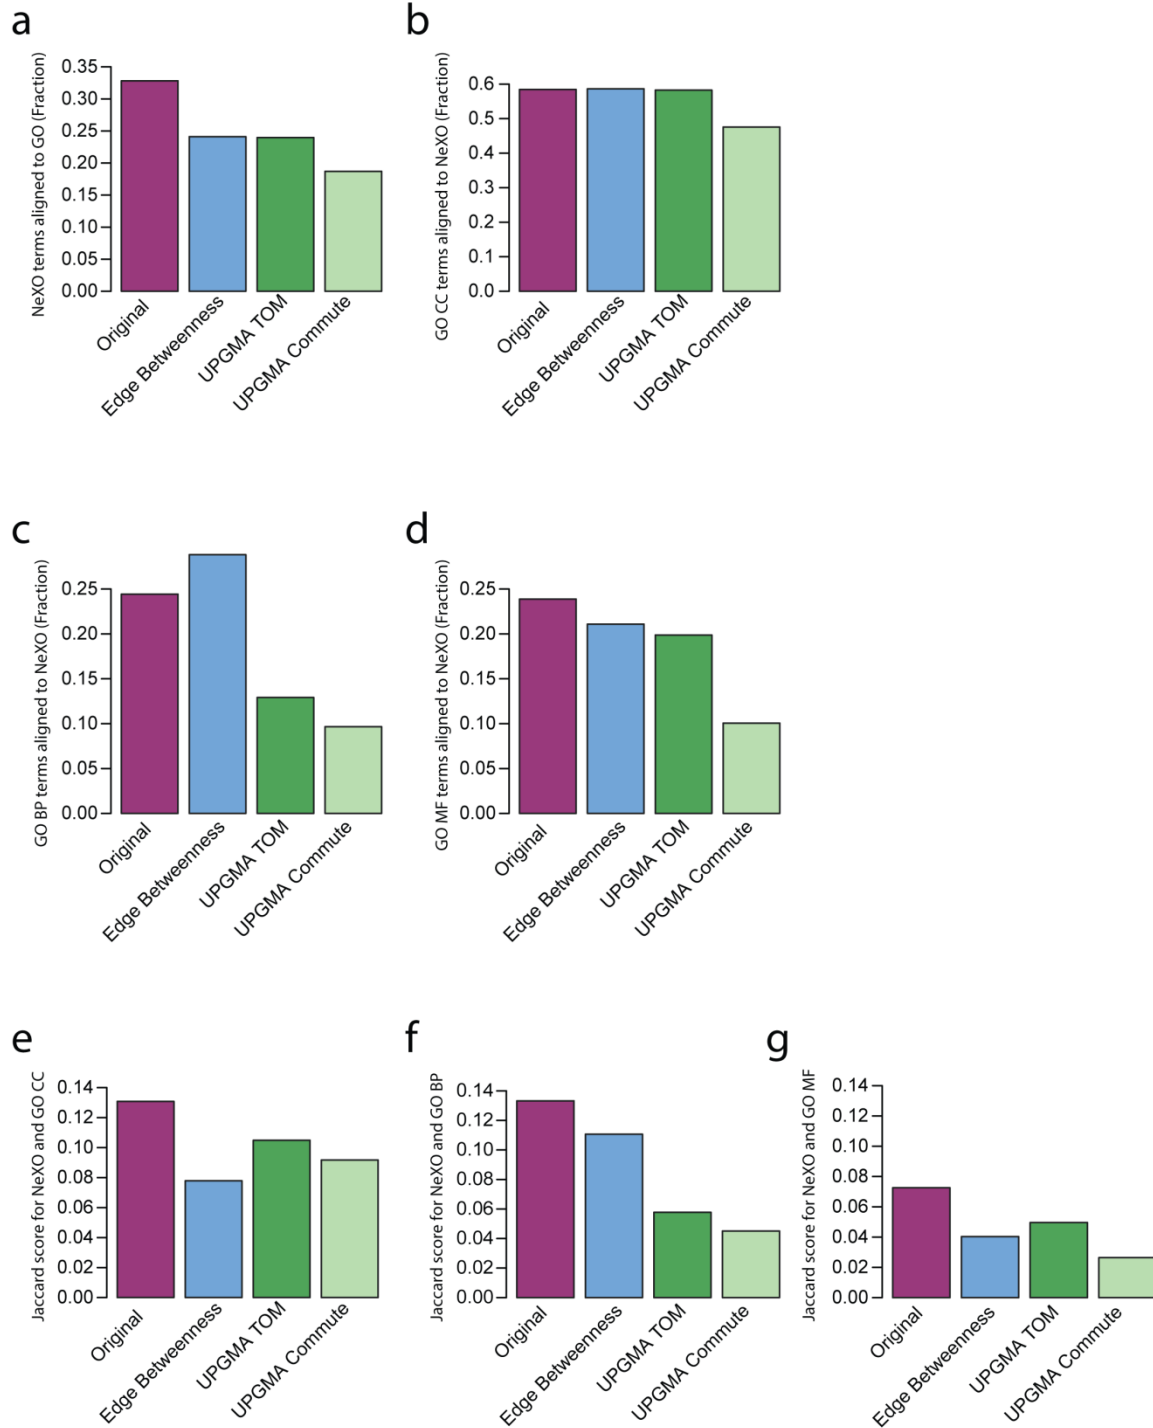 a
NeXO terms aligned to GO (Fraction)
0.35
0.30
0.25
0.20
0.15
0.10
0.05
0.00
Original
Edge Betweenness
UPGMA TOM
UPGMA Commute
b
GO CC terms aligned to NeXO (Fraction)
0.6
0.5
0.4
0.3
0.2
0.1
0.0
Original
Edge Betweenness
UPGMA TOM
UPGMA Commute
c
GO BP terms aligned to NeXO (Fraction)
0.25
0.20
0.15
0.10
0.05
0.00
Original
Edge Betweenness
UPGMA TOM
UPGMA Commute
d
GO MF terms aligned to NeXO (Fraction)
0.25
0.20
0.15
0.10
0.05
0.00
Original
Edge Betweenness
UPGMA TOM
UPGMA Commute
e
Jaccard score for NeXO and GO CC
0.14
0.12
0.10
0.08
0.06
0.04
0.02
0.00
Original
Edge Betweenness
UPGMA TOM
UPGMA Commute
f
Jaccard score for NeXO and GO BP
0.14
0.12
0.10
0.08
0.06
0.04
0.02
0.00
Original
Edge Betweenness
UPGMA TOM
UPGMA Commute
g
Jaccard score for NeXO and GO MF
0.14
0.12
0.10
0.08
0.06
0.04
0.02
0.00
Original
Edge Betweenness
UPGMA TOM
UPGMA Commute